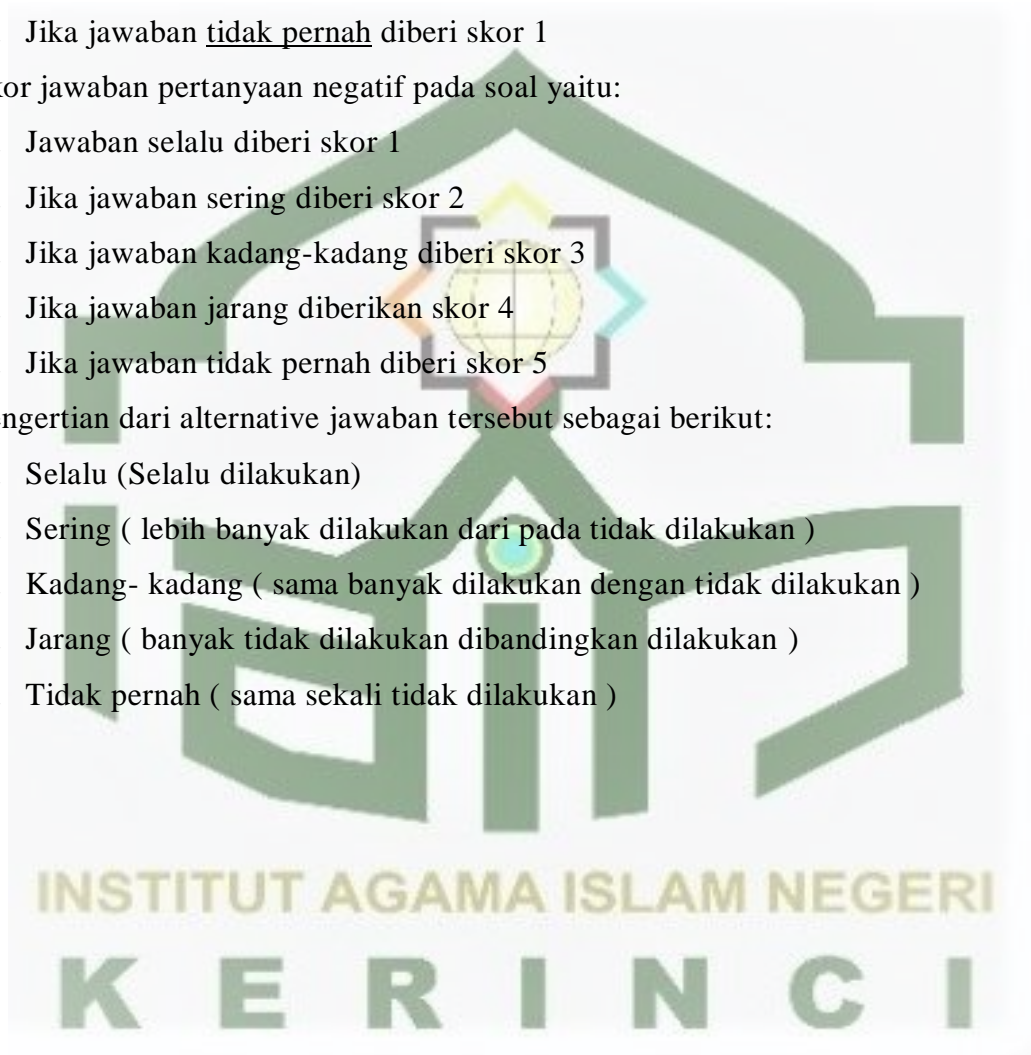 Jika jawaban tidak pernah diberi skor 1
kor jawaban pertanyaan negatif pada soal yaitu:
Jawaban selalu diberi skor 1
Jika jawaban sering diberi skor 2
Jika jawaban kadang-kadang diberi skor 3
Jika jawaban jarang diberikan skor 4
Jika jawaban tidak pernah diberi skor 5
engertian dari alternative jawaban tersebut sebagai berikut:
Selalu (Selalu dilakukan)
Sering ( lebih banyak dilakukan dari pada tidak dilakukan )
Kadang- kadang ( sama banyak dilakukan dengan tidak dilakukan )
Jarang ( banyak tidak dilakukan dibandingkan dilakukan )
Tidak pernah ( sama sekali tidak dilakukan )
iain
INSTITUT AGAMA ISLAM NEGERI
KERINCI